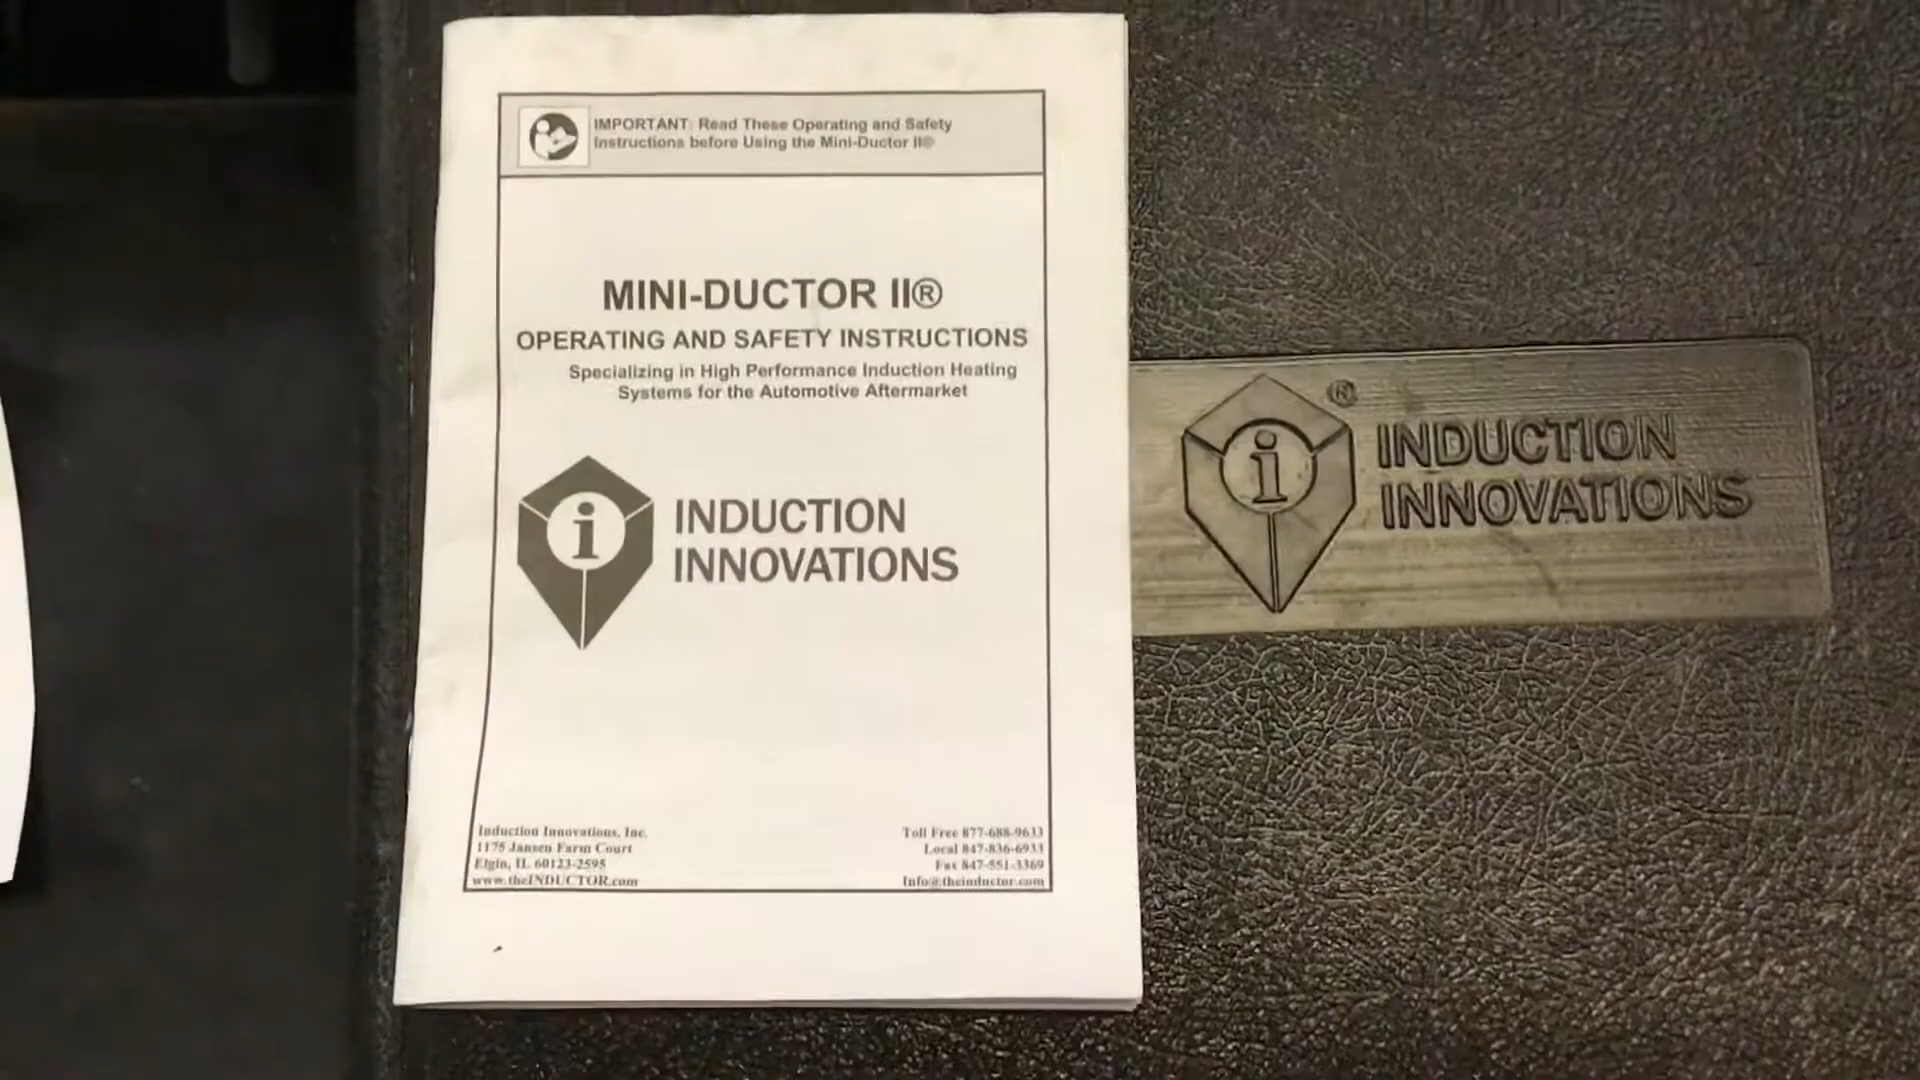 IMPORTANT: Read These Operating and Safety
Instructions before Using the Mini-Ductor II®
MINI-DUCTOR II®
OPERATING AND SAFETY INSTRUCTIONS
Specializing in High Performance Induction Heating
Systems for the Automotive Aftermarket
i
INDUCTION
INNOVATIONS
Induction Innovations, Inc.
1175 Jansen Farm Court
Elgin, IL 60123-2595
www.theINDUCTOR.com
Toll Free 877-688-9633
Local 847-836-6933
Fax 847-551-3369
Info@theinductor.com
i
®
INDUCTION
INNOVATIONS